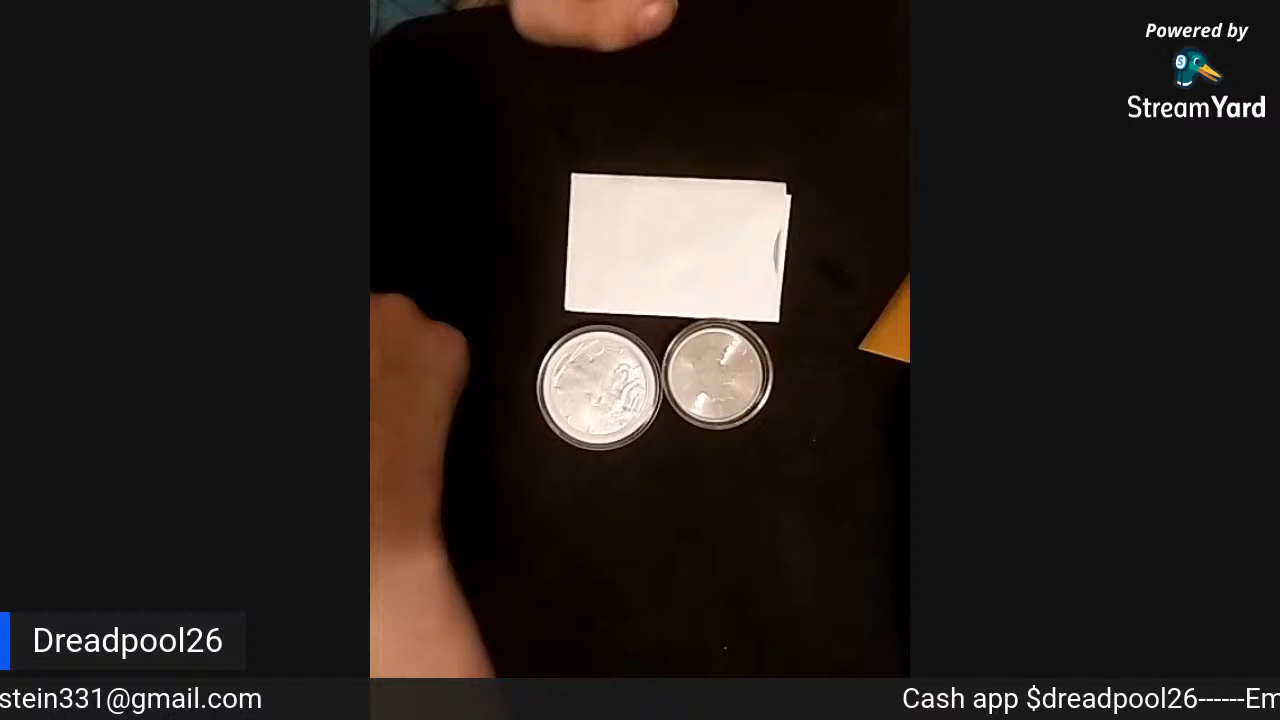 Powered by
StreamYard
Dreadpool26
stein331@gmail.com
Cash app $dreadpool26------Em